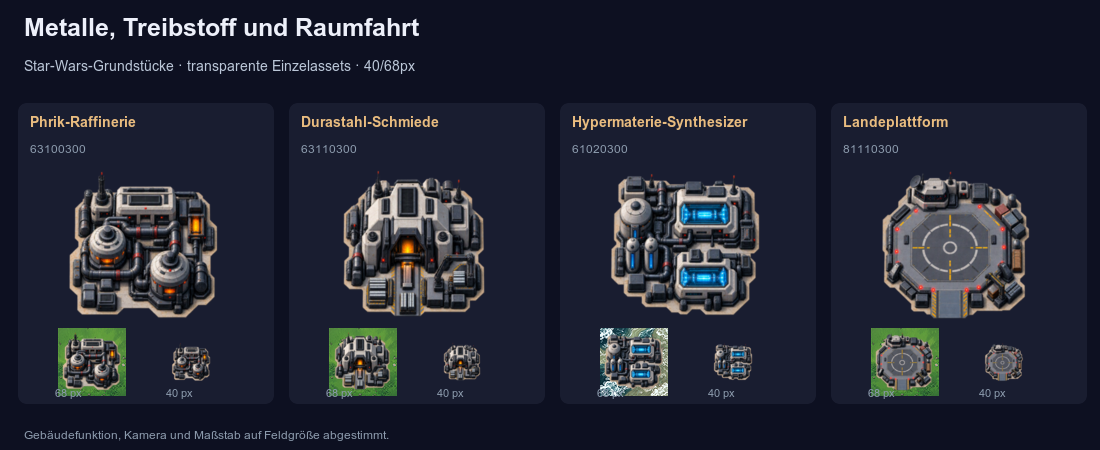 Metalle, Treibstoff und Raumfahrt
Star-Wars-Grundstücke · transparente Einzelassets · 40/68px
Phrik-Raffinerie
63100300
68 px
40 px
Durastahl-Schmiede
63110300
68 px
40 px
Hypermaterie-Synthesizer
61020300
68 px
40 px
Landeplattform
81110300
68 px
40 px
Gebäudefunktion, Kamera und Maßstab auf Feldgröße abgestimmt.